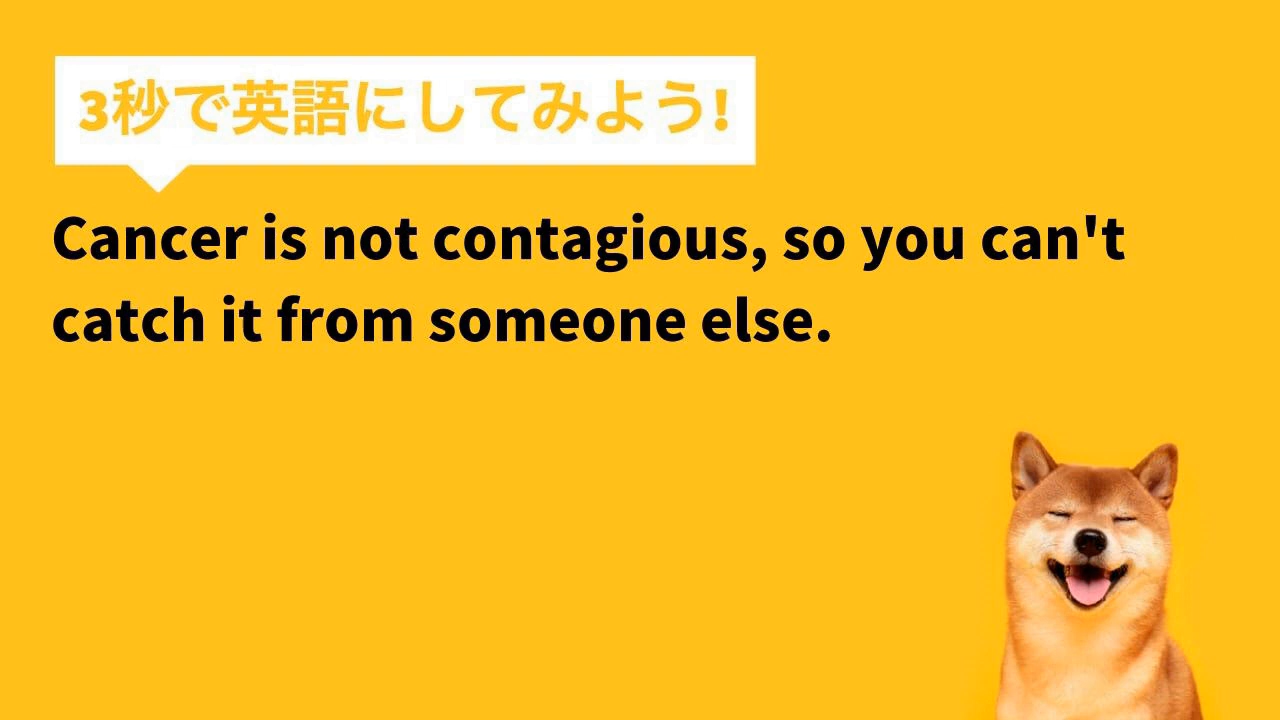 3秒で英語にしてみよう!
Cancer is not contagious, so you can't
catch it from someone else.